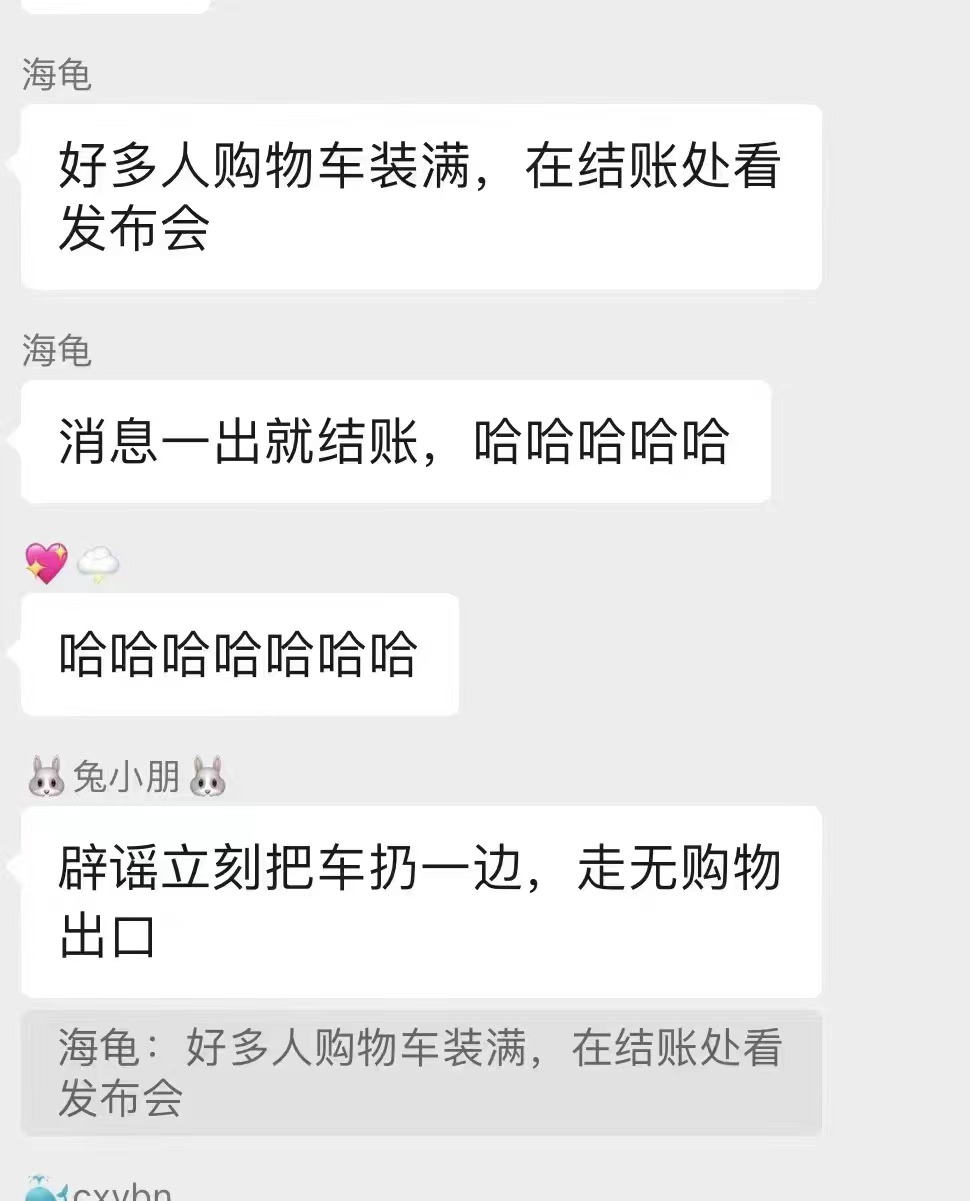 海龟
好多人购物车装满，在结账处看
发布会
海龟
消息一出就结账，哈哈哈哈哈
💖🌩
哈哈哈哈哈哈哈
🐰兔小朋🐰
辟谣立刻把车扔一边，走无购物
出口
海龟：好多人购物车装满，在结账处看
发布会